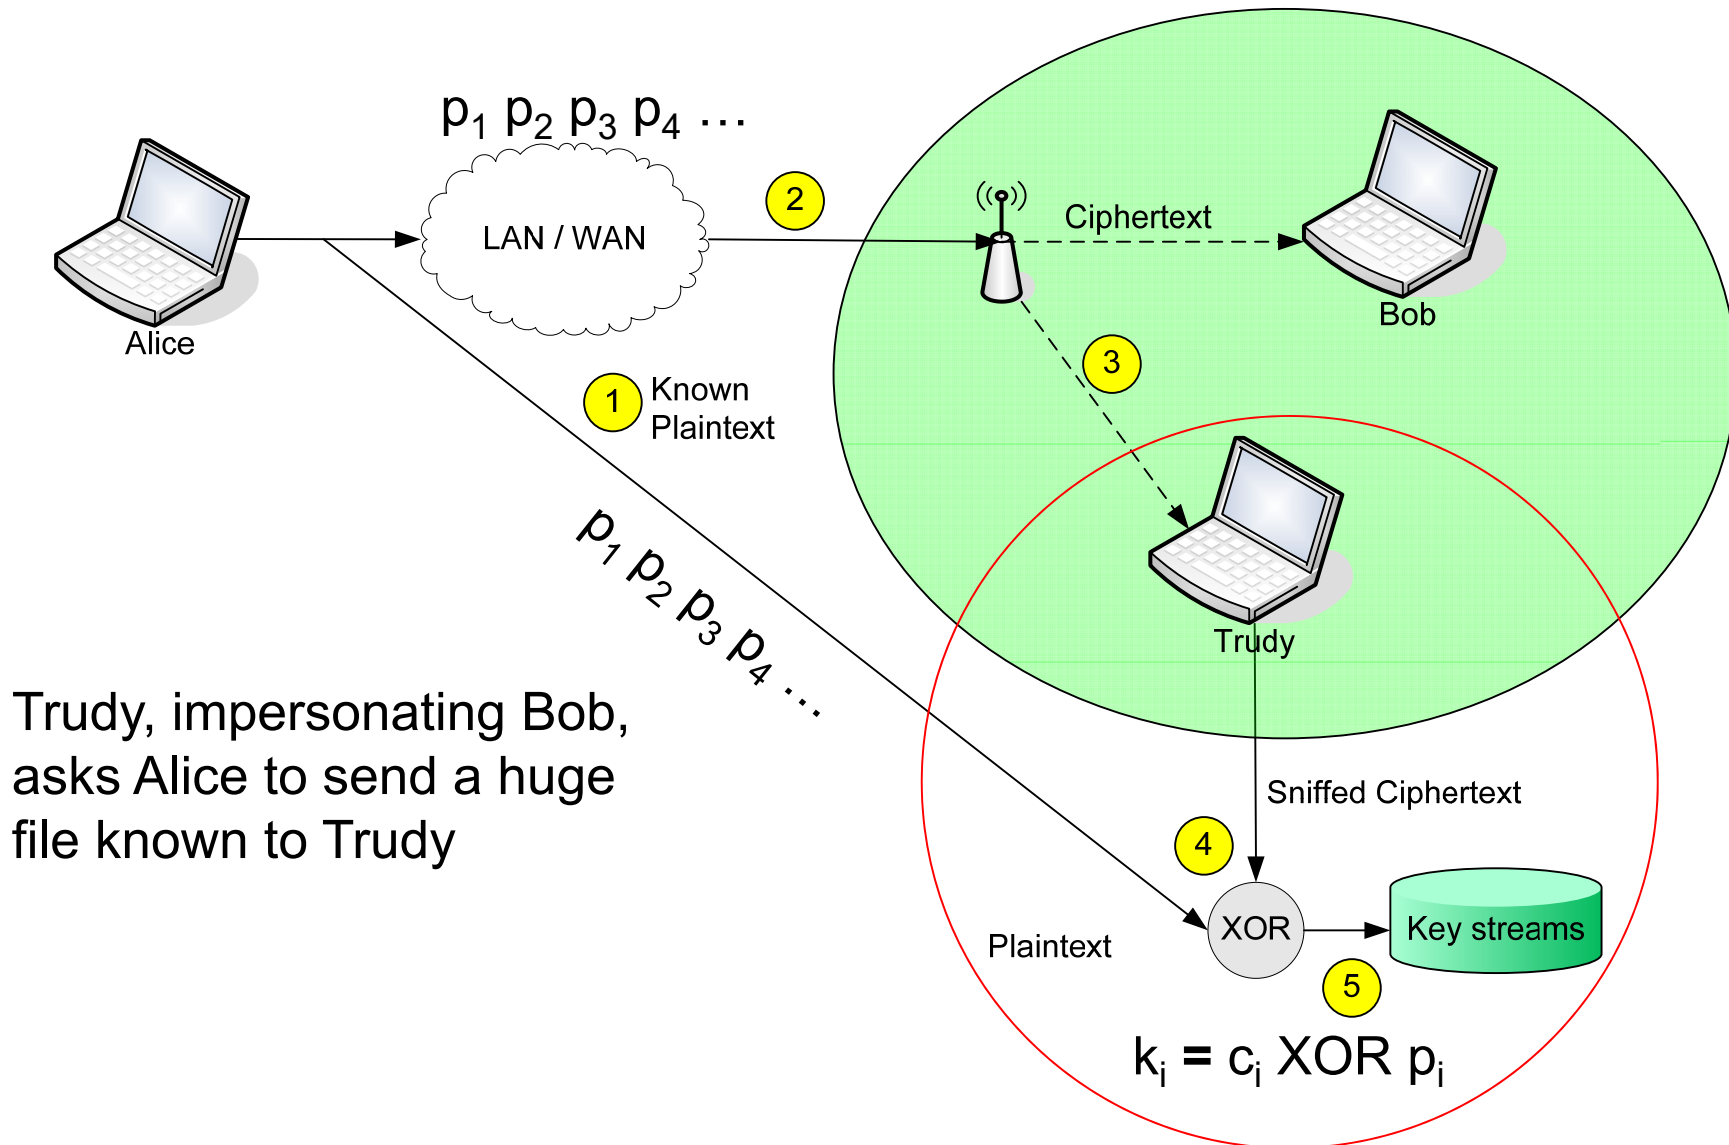 p₁ p₂ p₃ p₄ …
2
LAN / WAN
Ciphertext
Alice
Bob
3
1
Known
Plaintext
p₁ p₂ p₃ p₄ …
Trudy
Trudy, impersonating Bob,
asks Alice to send a huge
file known to Trudy
Sniffed Ciphertext
4
XOR
Key streams
Plaintext
5
kᵢ = cᵢ XOR pᵢ